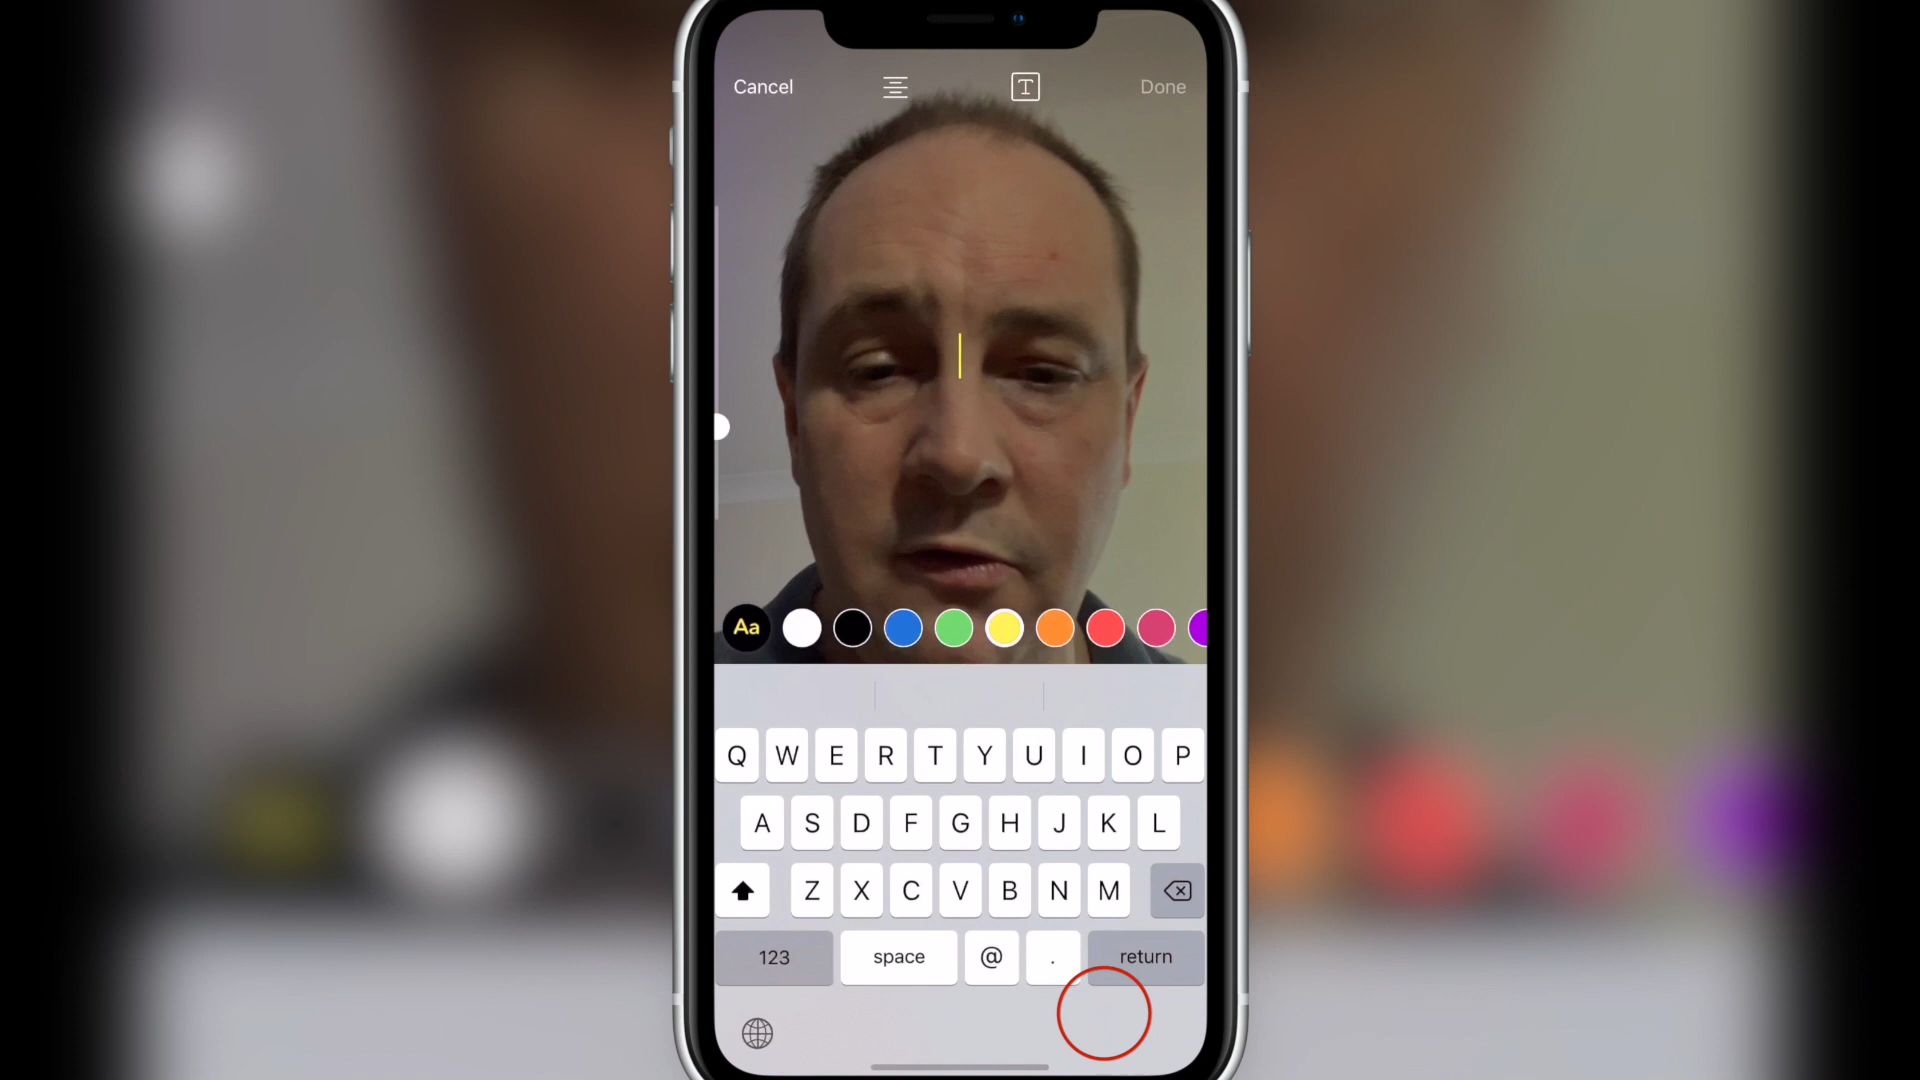 Cancel T Done
Aa
Q W E R T Y U I O P
A S D F G H J K L
Z X C V B N M
123 space @ . return